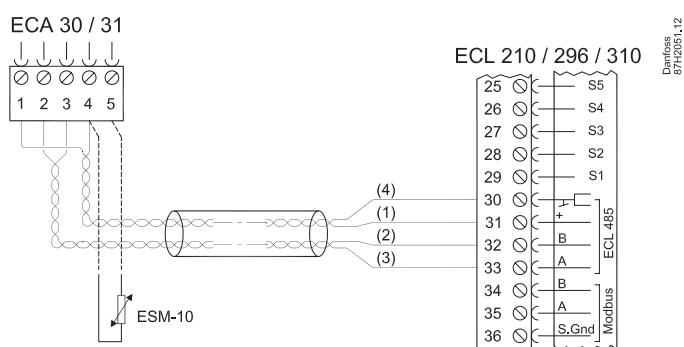 ECA 30 / 31
1 2 3 4 5
ESM-10
(4)
(1)
(2)
(3)
ECL 210 / 296 / 310
25 S5
26 S4
27 S3
28 S2
29 S1
30
31 +
32 B
33 A
ECL 485
34 B
35 A
36 S.Gnd
Modbus
Danfoss
87H2051.12